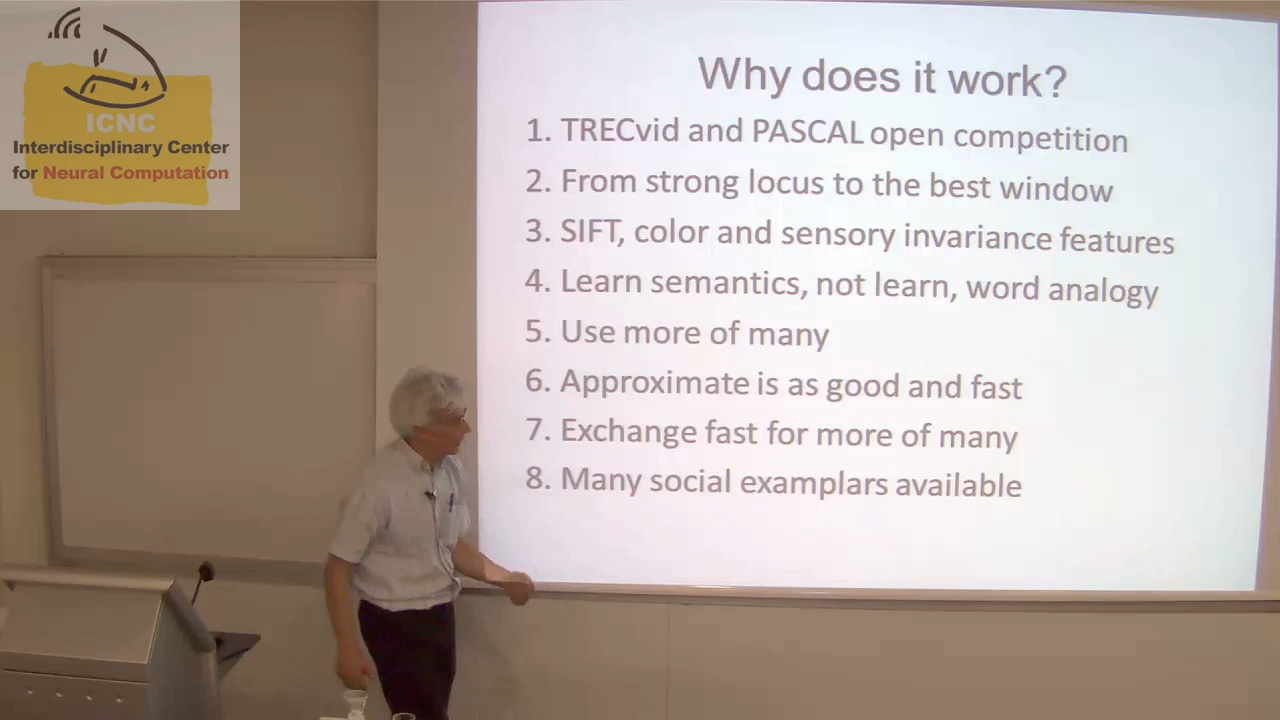 ICNC
Interdisciplinary Center
for Neural Computation
Why does it work?
1. TRECvid and PASCAL open competition
2. From strong locus to the best window
3. SIFT, color and sensory invariance features
4. Learn semantics, not learn, word analogy
5. Use more of many
6. Approximate is as good and fast
7. Exchange fast for more of many
8. Many social examplars available